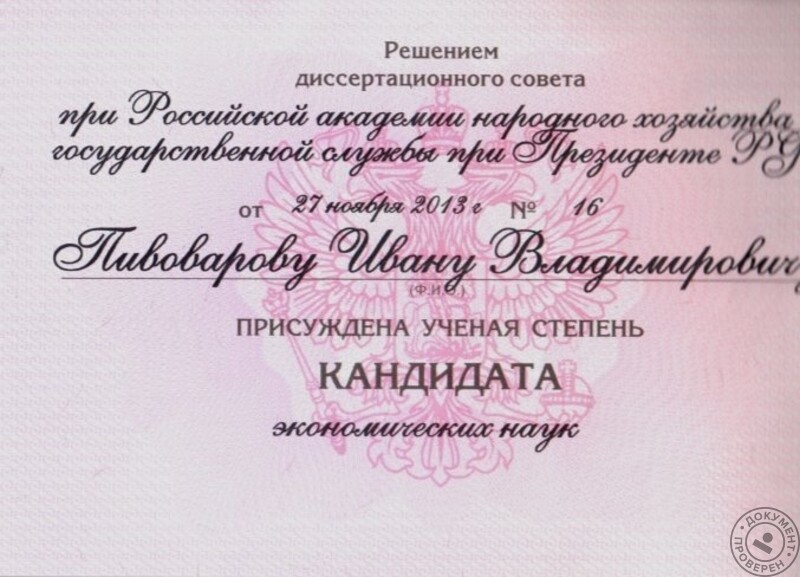 Решением
диссертационного совета
при Российской академии народного хозяйства
государственной службы при Президенте РФ
от 27 ноября 2013 г № 16
Пивоварову Ивану Владимировичу
(Ф.И.О.)
ПРИСУЖДЕНА УЧЕНАЯ СТЕПЕНЬ
КАНДИДАТА
экономических наук
ДОКУМЕНТ ПРОВЕРЕН